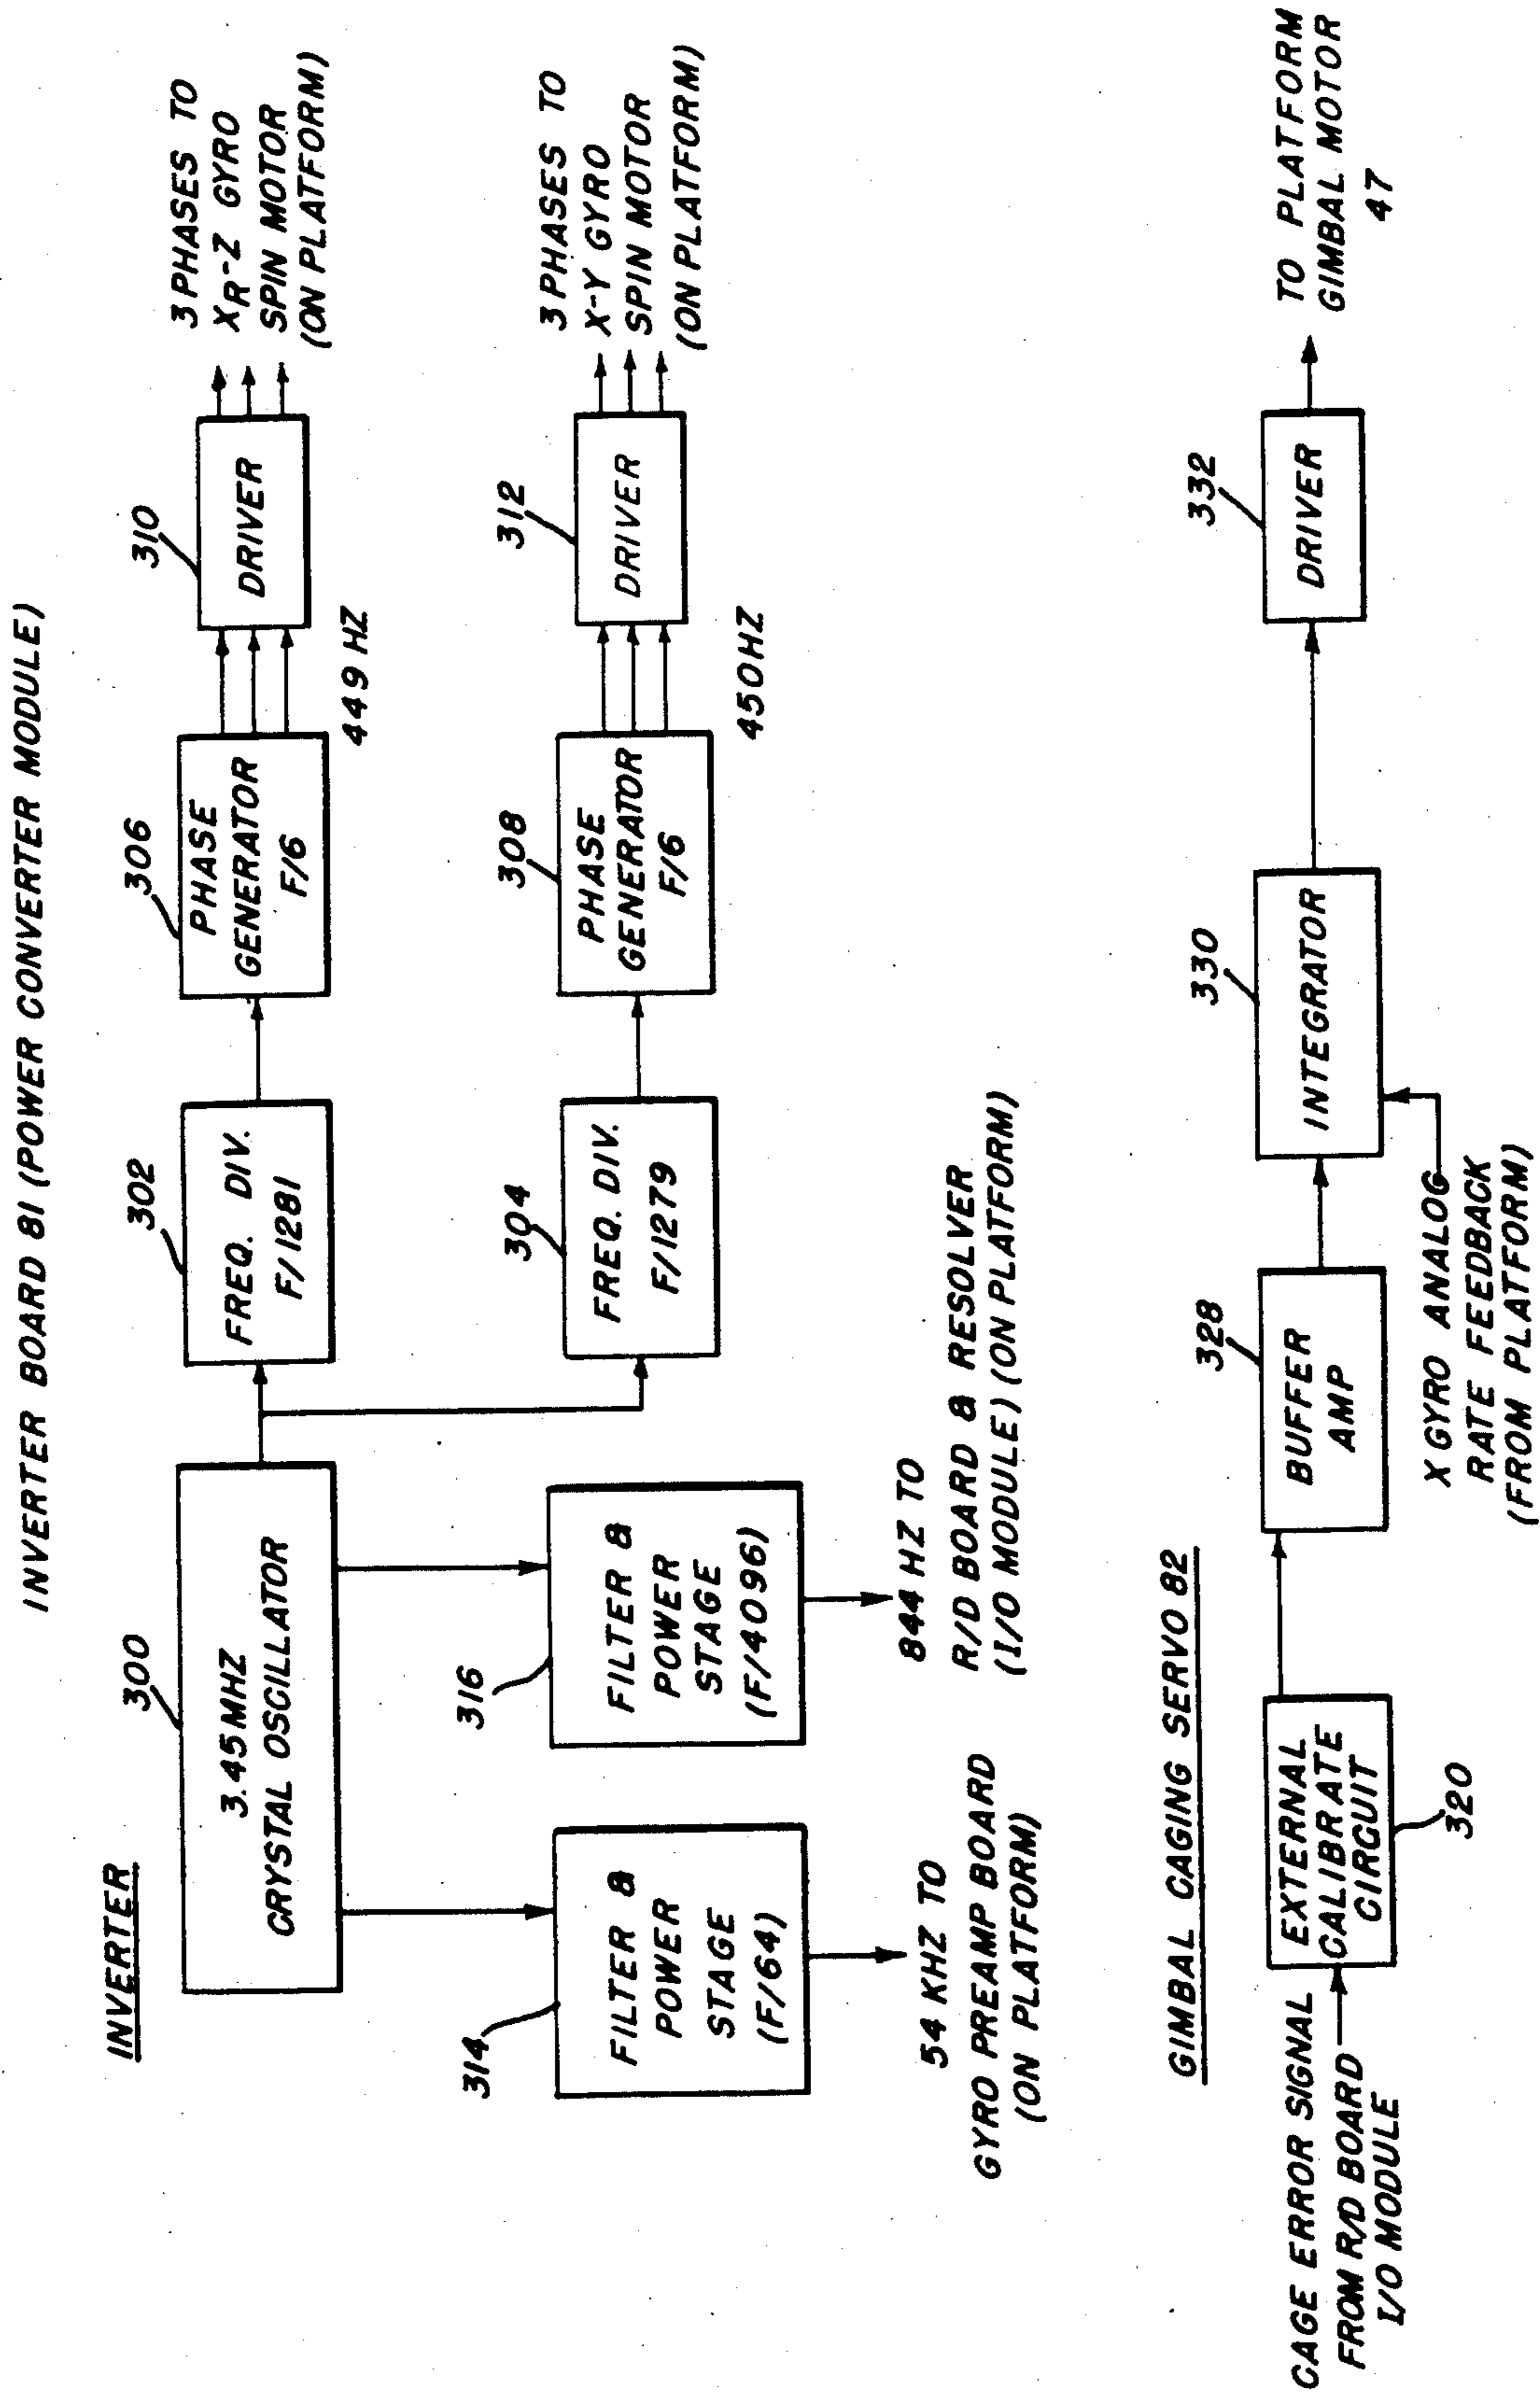 INVERTER BOARD 81 (POWER CONVERTER MODULE)
INVERTER
300
3.45MHZ
CRYSTAL OSCILLATOR
302
FREQ. DIV.
F/1281
306
PHASE
GENERATOR
F/6
449 HZ
310
DRIVER
3 PHASES TO
XR-Z GYRO
SPIN MOTOR
(ON PLATFORM)
304
FREQ. DIV.
F/1279
308
PHASE
GENERATOR
F/6
450HZ
312
DRIVER
3 PHASES TO
X-Y GYRO
SPIN MOTOR
(ON PLATFORM)
314
FILTER &
POWER
STAGE
(F/64)
54 KHZ TO
GYRO PREAMP BOARD
(ON PLATFORM)
316
FILTER &
POWER
STAGE
(F/4096)
844 HZ TO
R/D BOARD & RESOLVER
(I/O MODULE) (ON PLATFORM)
GIMBAL CAGING SERVO 82
CAGE ERROR SIGNAL
FROM R/D BOARD
I/O MODULE
EXTERNAL
CALIBRATE
CIRCUIT
320
328
BUFFER
AMP
330
INTEGRATOR
X GYRO ANALOG
RATE FEEDBACK
(FROM PLATFORM)
332
DRIVER
TO PLATFORM
GIMBAL MOTOR
47